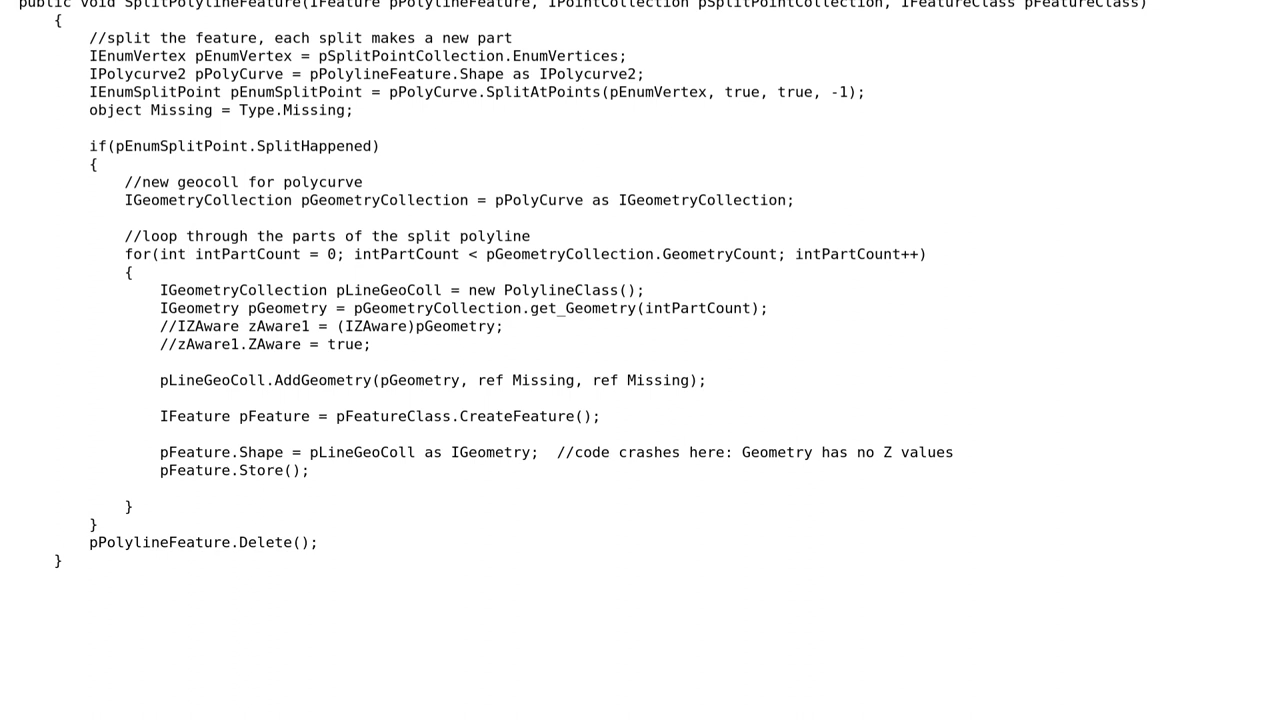 public void SplitPolylineFeature(IFeature pPolylineFeature, IPointCollection pSplitPointCollection, IFeatureClass pFeatureClass)
{
//split the feature, each split makes a new part
IEnumVertex pEnumVertex = pSplitPointCollection.EnumVertices;
IPolycurve2 pPolyCurve = pPolylineFeature.Shape as IPolycurve2;
IEnumSplitPoint pEnumSplitPoint = pPolyCurve.SplitAtPoints(pEnumVertex, true, true, -1);
object Missing = Type.Missing;
if(pEnumSplitPoint.SplitHappened)
{
//new geocoll for polycurve
IGeometryCollection pGeometryCollection = pPolyCurve as IGeometryCollection;
//loop through the parts of the split polyline
for(int intPartCount = 0; intPartCount < pGeometryCollection.GeometryCount; intPartCount++)
{
IGeometryCollection pLineGeoColl = new PolylineClass();
IGeometry pGeometry = pGeometryCollection.get_Geometry(intPartCount);
//IZAware zAware1 = (IZAware)pGeometry;
//zAware1.ZAware = true;
pLineGeoColl.AddGeometry(pGeometry, ref Missing, ref Missing);
IFeature pFeature = pFeatureClass.CreateFeature();
pFeature.Shape = pLineGeoColl as IGeometry;  //code crashes here: Geometry has no Z values
pFeature.Store();
}
}
pPolylineFeature.Delete();
}